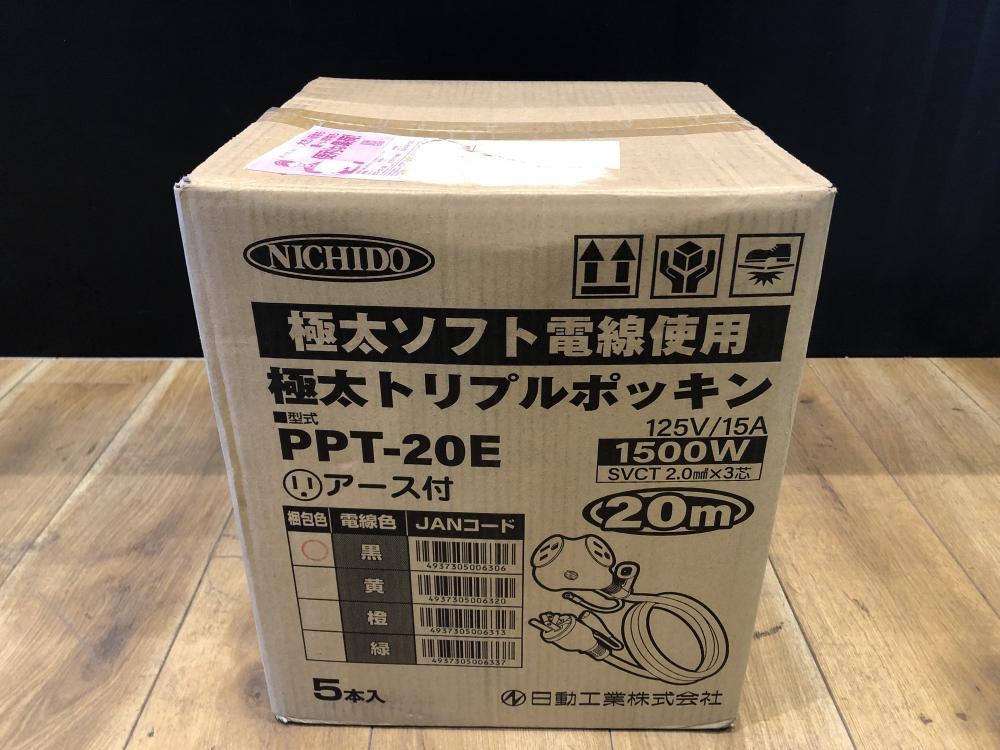 NICHIDO
極太ソフト電線使用
極太トリプルポッキン
■型式
PPT-20E
125V/15A
1500W
SVCT 2.0㎟×3芯
アース付
20m
梱包色 電線色 JANコード
黒 4937305006306
黄 4937305006320
橙 4937305006313
緑 4937305006337
5本入
日動工業株式会社